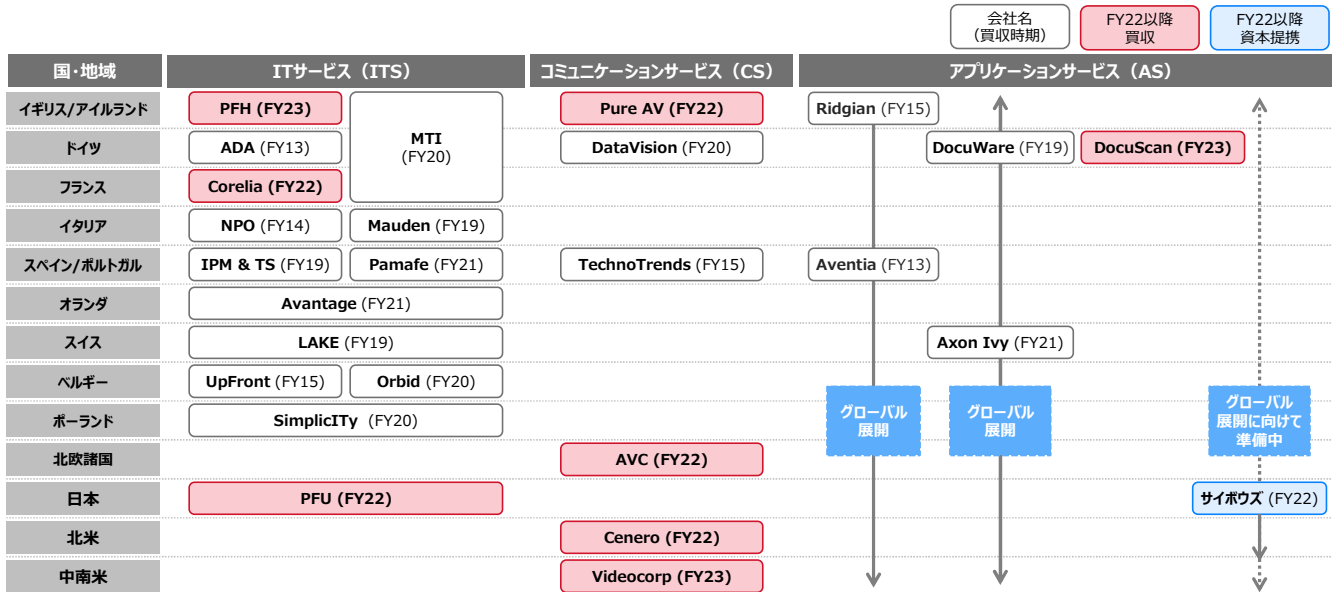 会社名
（買収時期）
FY22以降
買収
FY22以降
資本提携
国・地域
ITサービス（ITS）
コミュニケーションサービス（CS）
アプリケーションサービス（AS）
イギリス/アイルランド
PFH (FY23)
MTI
(FY20)
Pure AV (FY22)
Ridgian (FY15)
ドイツ
ADA (FY13)
DataVision (FY20)
DocuWare (FY19)
DocuScan (FY23)
フランス
Corelia (FY22)
イタリア
NPO (FY14)
Mauden (FY19)
スペイン/ポルトガル
IPM & TS (FY19)
Pamafe (FY21)
TechnoTrends (FY15)
Aventia (FY13)
オランダ
Avantage (FY21)
スイス
LAKE (FY19)
Axon Ivy (FY21)
ベルギー
UpFront (FY15)
Orbid (FY20)
ポーランド
SimplicITy (FY20)
グローバル
展開
グローバル
展開
グローバル
展開に向けて
準備中
北欧諸国
AVC (FY22)
日本
PFU (FY22)
サイボウズ (FY22)
北米
Cenero (FY22)
中南米
Videocorp (FY23)